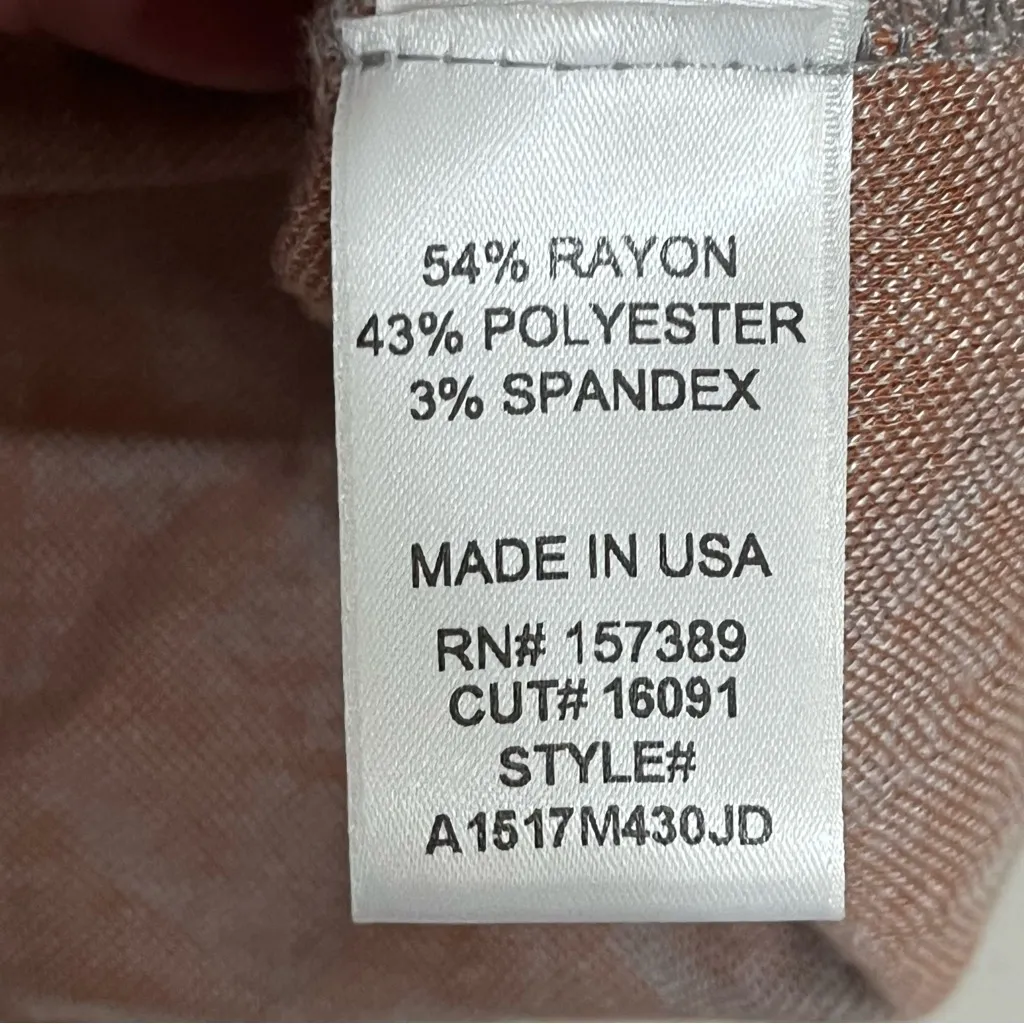 54% RAYON
43% POLYESTER
3% SPANDEX
MADE IN USA
RN# 157389
CUT# 16091
STYLE#
A1517M430JD